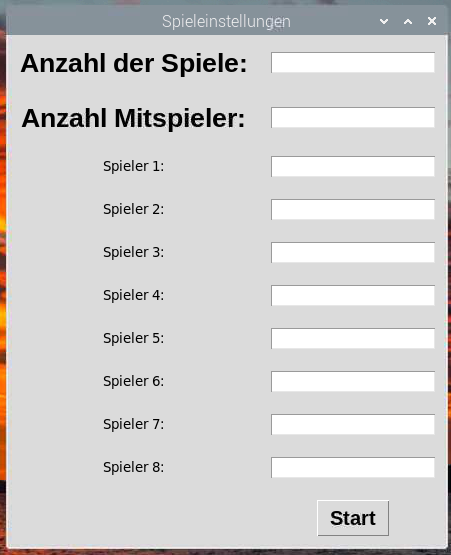 Spieleinstellungen
Anzahl der Spiele:
Anzahl Mitspieler:
Spieler 1:
Spieler 2:
Spieler 3:
Spieler 4:
Spieler 5:
Spieler 6:
Spieler 7:
Spieler 8:
Start